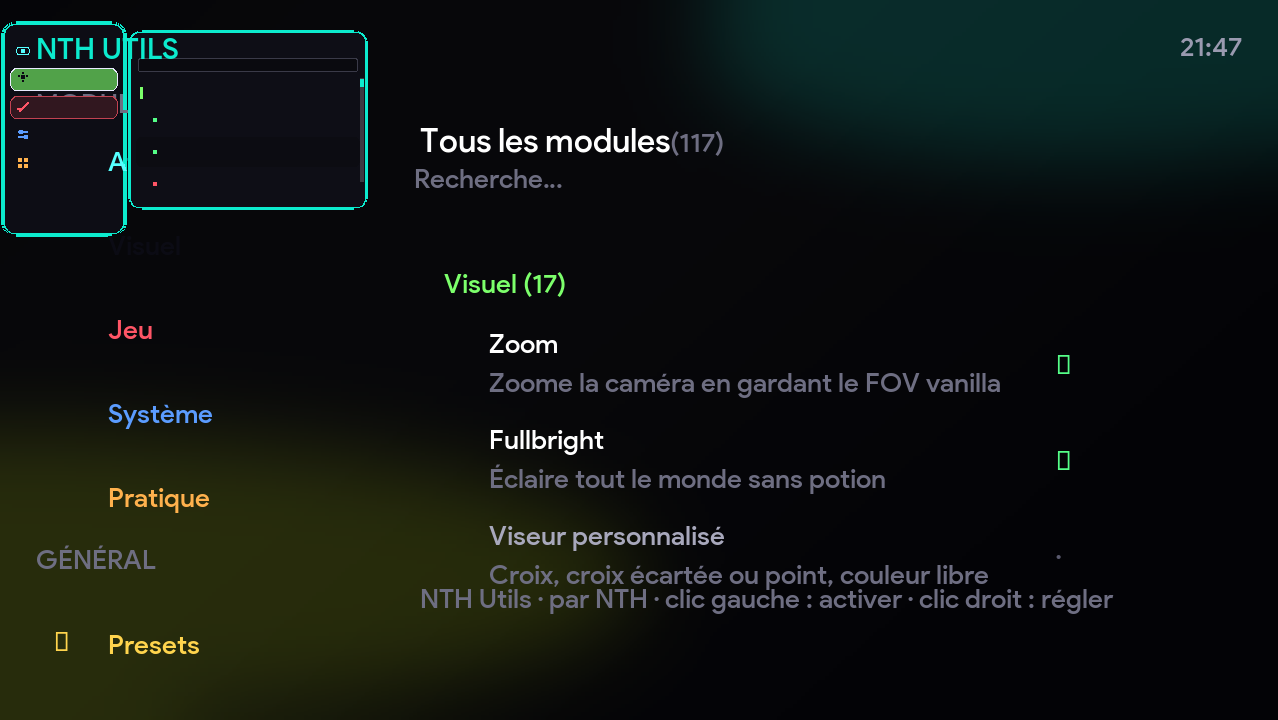 NTH UTILS
21:47
Tous les modules(117)
Recherche...
Visuel
Jeu
Système
Pratique
GÉNÉRAL
Presets
Visuel (17)
Zoom
Zoome la caméra en gardant le FOV vanilla
Fullbright
Éclaire tout le monde sans potion
Viseur personnalisé
Croix, croix écartée ou point, couleur libre
NTH Utils · par NTH · clic gauche : activer · clic droit : régler